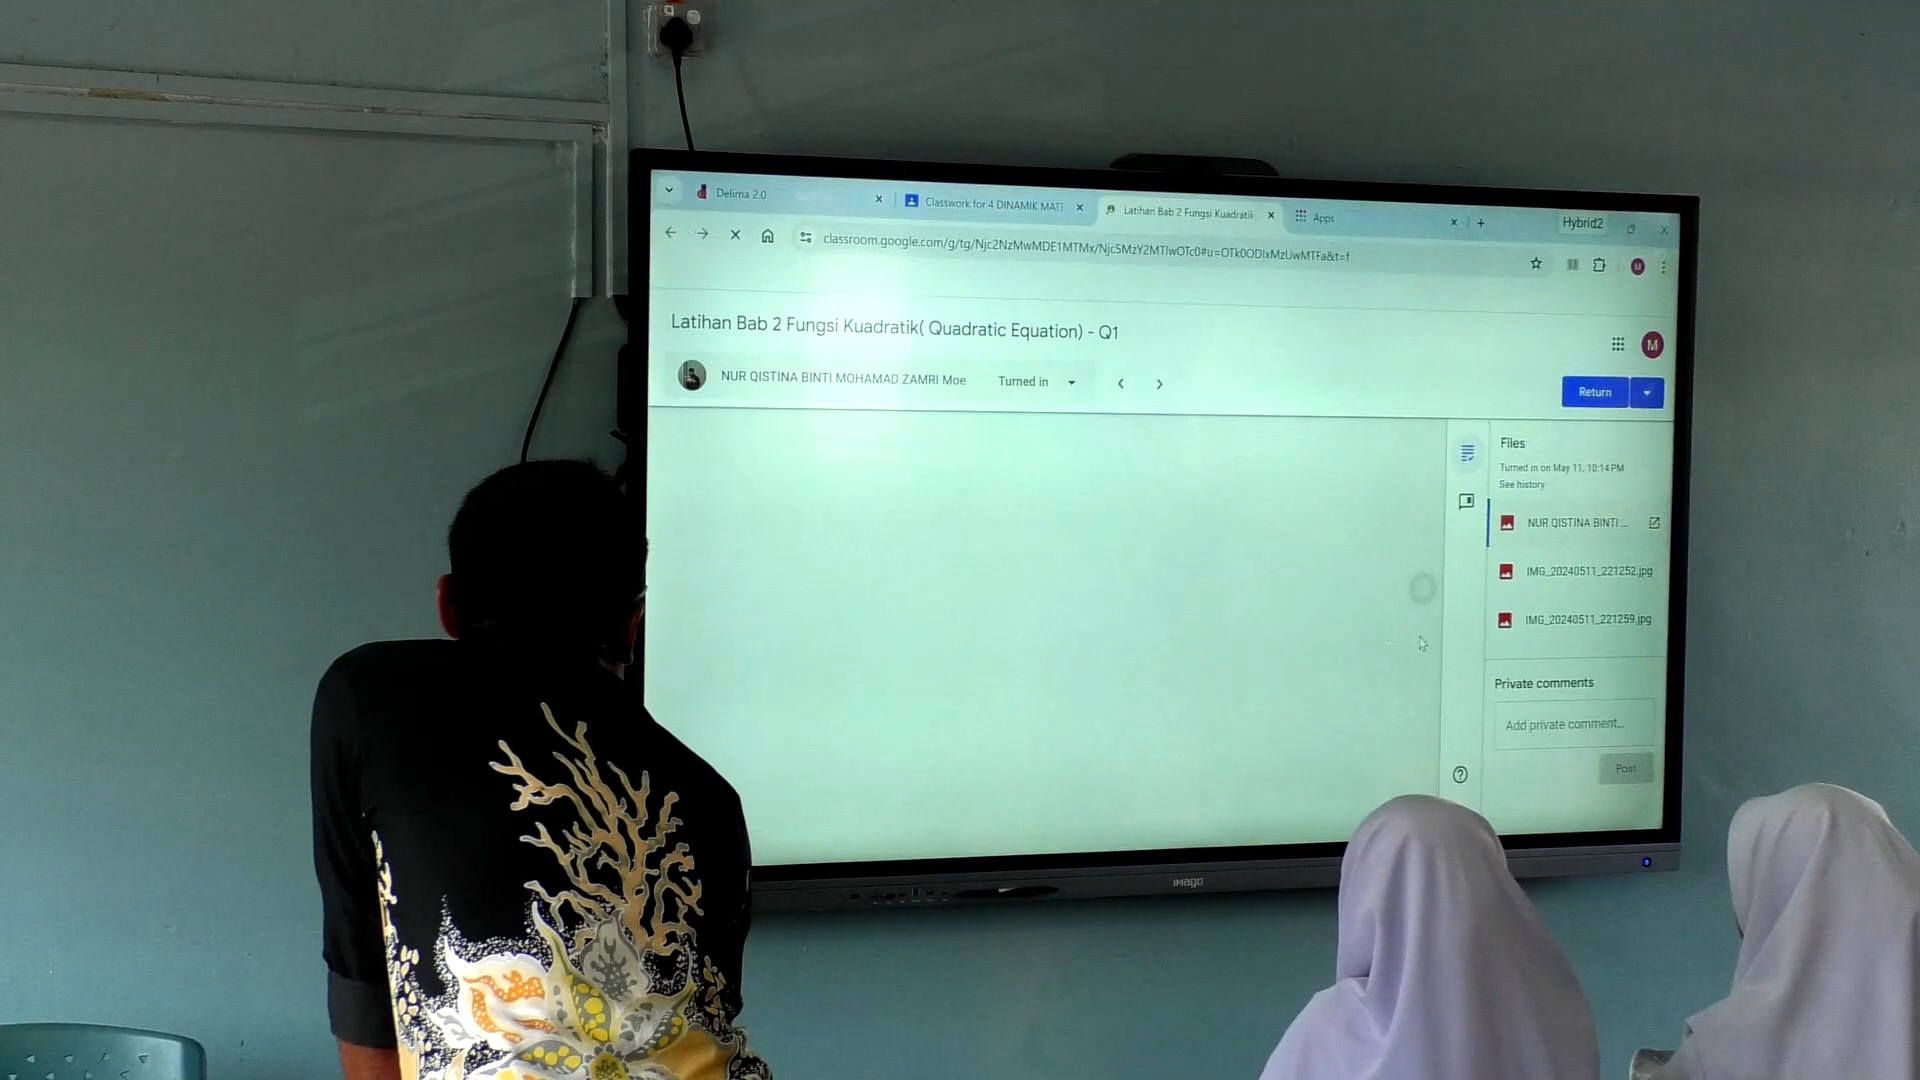 Delima 2.0
Classwork for 4 DINAMIK MATE
Latihan Bab 2 Fungsi Kuadratik
Apps
Hybrid2
classroom.google.com/g/tg/Njc2NzMwMDE1MTMx/Njc5MzY2MTIwOTc0#u=OTk0ODIxMzUwMTFa&t=f
Latihan Bab 2 Fungsi Kuadratik( Quadratic Equation) - Q1
M
NUR QISTINA BINTI MOHAMAD ZAMRI Moe
Turned in
Return
Files
Turned in on May 11, 10:14 PM
See history
NUR QISTINA BINTI ...
IMG_20240511_221252.jpg
IMG_20240511_221259.jpg
Private comments
Add private comment...
Post
IMAGO